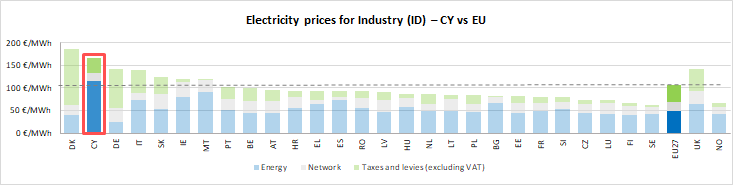 Electricity prices for Industry (ID) – CY vs EU
200 €/MWh
150 €/MWh
100 €/MWh
50 €/MWh
0 €/MWh
DK
CY
DE
IT
SK
IE
MT
PT
BE
AT
HR
EL
ES
RO
LV
HU
NL
LT
PL
BG
EE
FR
SI
CZ
LU
FI
SE
EU27
UK
NO
Energy
Network
Taxes and levies (excluding VAT)